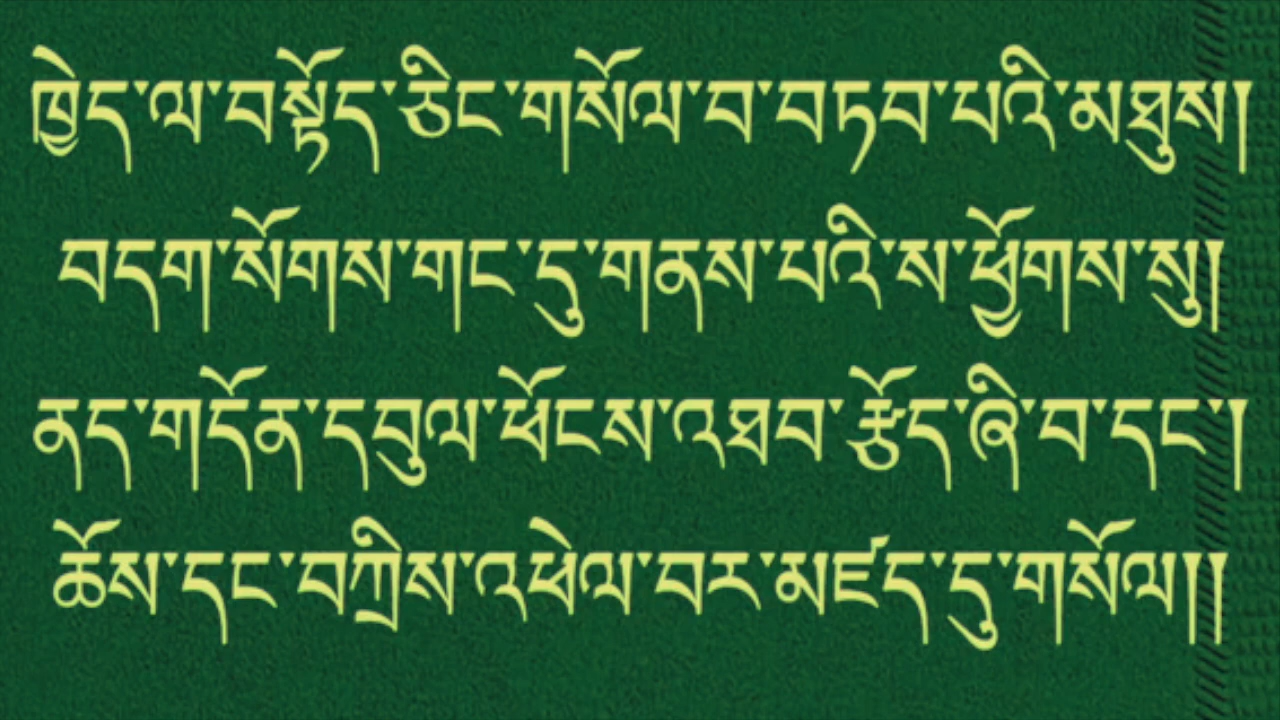 ཁྱེད་ལ་བསྟོད་ཅིང་གསོལ་བ་བཏབ་པའི་མཐུས།
བདག་སོགས་གང་དུ་གནས་པའི་ས་ཕྱོགས་སུ།
ནད་གདོན་དབུལ་ཕོངས་འཐབ་རྩོད་ཞི་བ་དང་།
ཆོས་དང་བཀྲིས་འཕེལ་བར་མཛད་དུ་གསོལ།།